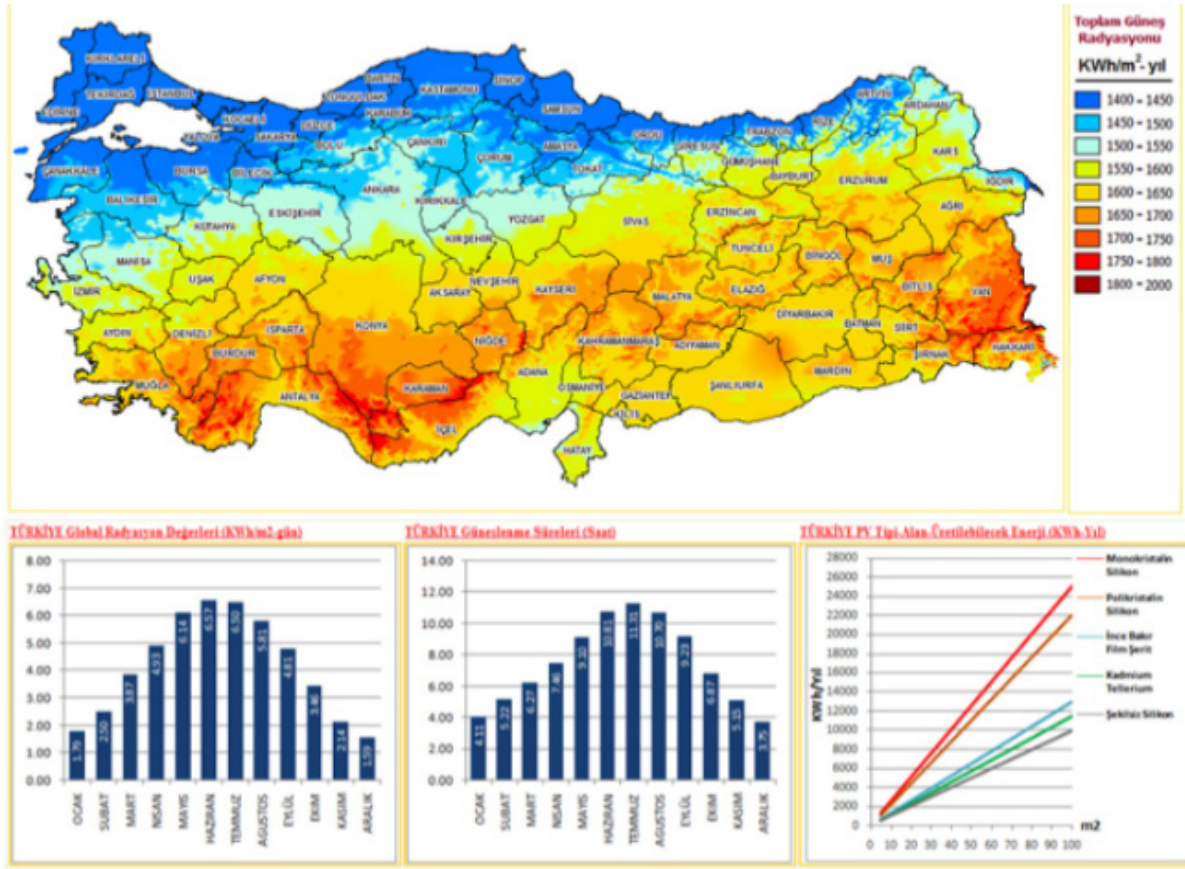 Toplam Güneş
Radyasyonu
KWh/m²- yıl
1400 - 1450
1450 - 1500
1500 - 1550
1550 - 1600
1600 - 1650
1650 - 1700
1700 - 1750
1750 - 1800
1800 - 2000
KIRKLARELİ
EDİRNE
TEKİRDAĞ
İSTANBUL
KOCAELİ
YALOVA
SAKARYA
DÜZCE
ZONGULDAK
BARTIN
KARABÜK
KASTAMONU
SİNOP
SAMSUN
ORDU
GİRESUN
TRABZON
RİZE
ARTVİN
ARDAHAN
ÇANAKKALE
BURSA
BİLECİK
BOLU
ÇANKIRI
ÇORUM
AMASYA
TOKAT
GÜMÜŞHANE
BAYBURT
ERZURUM
KARS
IĞDIR
BALIKESİR
KÜTAHYA
ESKİŞEHİR
ANKARA
KIRIKKALE
YOZGAT
SİVAS
ERZİNCAN
AĞRI
MANİSA
UŞAK
AFYON
KIRŞEHİR
NEVŞEHİR
AKSARAY
KAYSERİ
MALATYA
TUNCELİ
ELAZIĞ
BİNGÖL
MUŞ
BİTLİS
VAN
İZMİR
AYDIN
DENİZLİ
ISPARTA
BURDUR
KONYA
NİĞDE
KAHRAMANMARAŞ
ADIYAMAN
DİYARBAKIR
BATMAN
SİİRT
ŞIRNAK
HAKKARİ
MUĞLA
ANTALYA
KARAMAN
İÇEL
ADANA
OSMANİYE
GAZİANTEP
KİLİS
ŞANLIURFA
MARDİN
HATAY
TÜRKİYE Global Radyasyon Değerleri (KWh/m2-gün)
8.00
7.00
6.00
5.00
4.00
3.00
2.00
1.00
0.00
1.79
2.50
3.87
4.93
6.14
6.57
6.50
5.81
4.81
3.46
2.14
1.59
OCAK
SUBAT
MART
NISAN
MAYIS
HAZIRAN
TEMMUZ
AGUSTOS
EYLÜL
EKIM
KASIM
ARALIK
TÜRKİYE Güneşlenme Süreleri (Saat)
14.00
12.00
10.00
8.00
6.00
4.00
2.00
0.00
4.11
5.22
6.27
7.46
9.10
10.81
11.31
10.70
9.23
6.87
5.15
3.75
OCAK
SUBAT
MART
NISAN
MAYIS
HAZIRAN
TEMMUZ
AGUSTOS
EYLÜL
EKIM
KASIM
ARALIK
TÜRKİYE PV Tipi-Alan-Üretilebilecek Enerji (KWh-Yıl)
KWh/Yıl
28000
26000
24000
22000
20000
18000
16000
14000
12000
10000
8000
6000
4000
2000
0
0 10 20 30 40 50 60 70 80 90 100
m2
Monokristalin
Silikon
Polikristalin
Silikon
İnce Bakır
Film Şerit
Kadmium
Tellerium
Şekilsiz Silikon